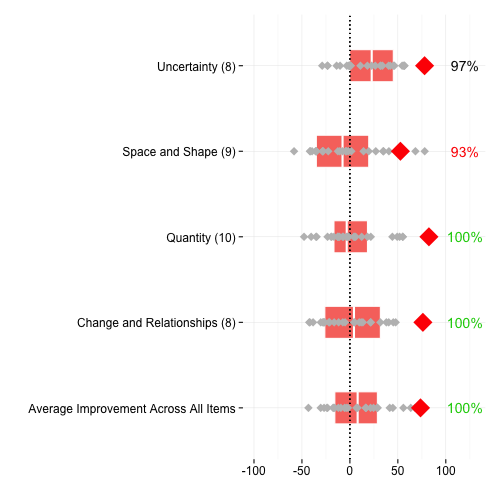 Uncertainty (8)
97%
Space and Shape (9)
93%
Quantity (10)
100%
Change and Relationships (8)
100%
Average Improvement Across All Items
100%
-100 -50 0 50 100